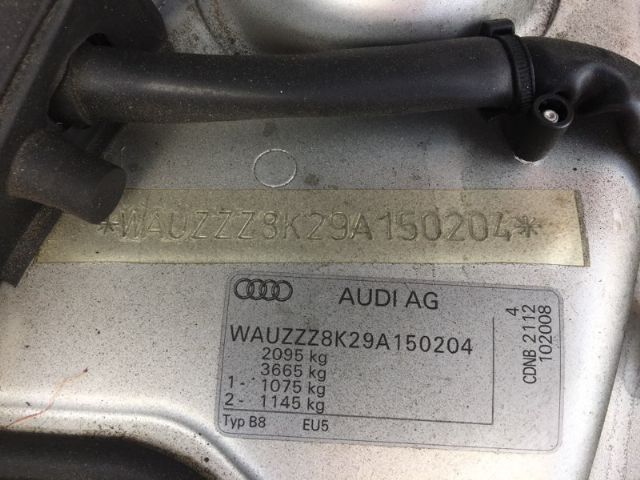 *WAUZZZ8K29A150204*
AUDI AG
WAUZZZ8K29A150204
2095 kg
3665 kg
1- 1075 kg
2- 1145 kg
Typ B8 EU5
4
CDNB 2112
102008